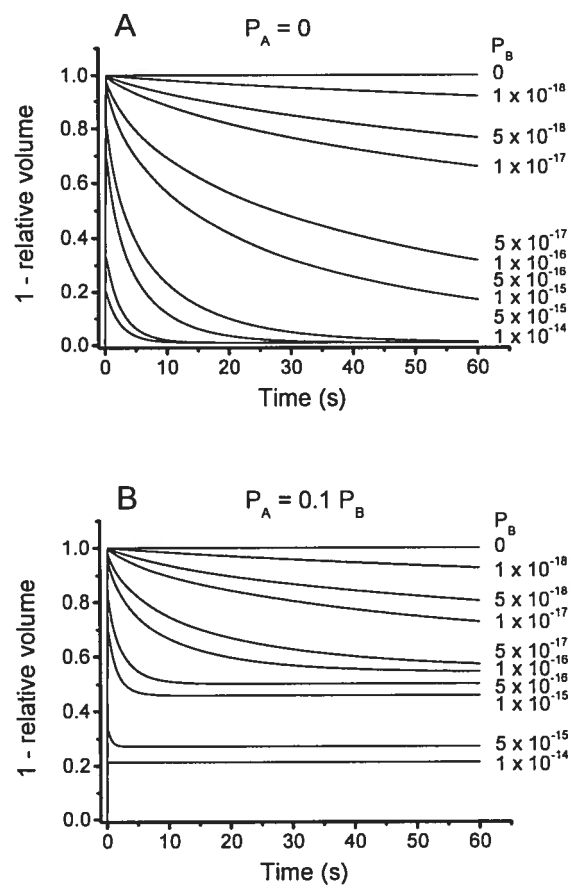 A
P_A = 0
P_B
0
1 x 10^-18
5 x 10^-18
1 x 10^-17
5 x 10^-17
1 x 10^-16
5 x 10^-16
1 x 10^-15
5 x 10^-15
1 x 10^-14
1.0
0.8
0.6
0.4
0.2
0.0
1 - relative volume
0 10 20 30 40 50 60
Time (s)
B
P_A = 0.1 P_B
P_B
0
1 x 10^-18
5 x 10^-18
1 x 10^-17
5 x 10^-17
1 x 10^-16
5 x 10^-16
1 x 10^-15
5 x 10^-15
1 x 10^-14
1.0
0.8
0.6
0.4
0.2
0.0
1 - relative volume
0 10 20 30 40 50 60
Time (s)